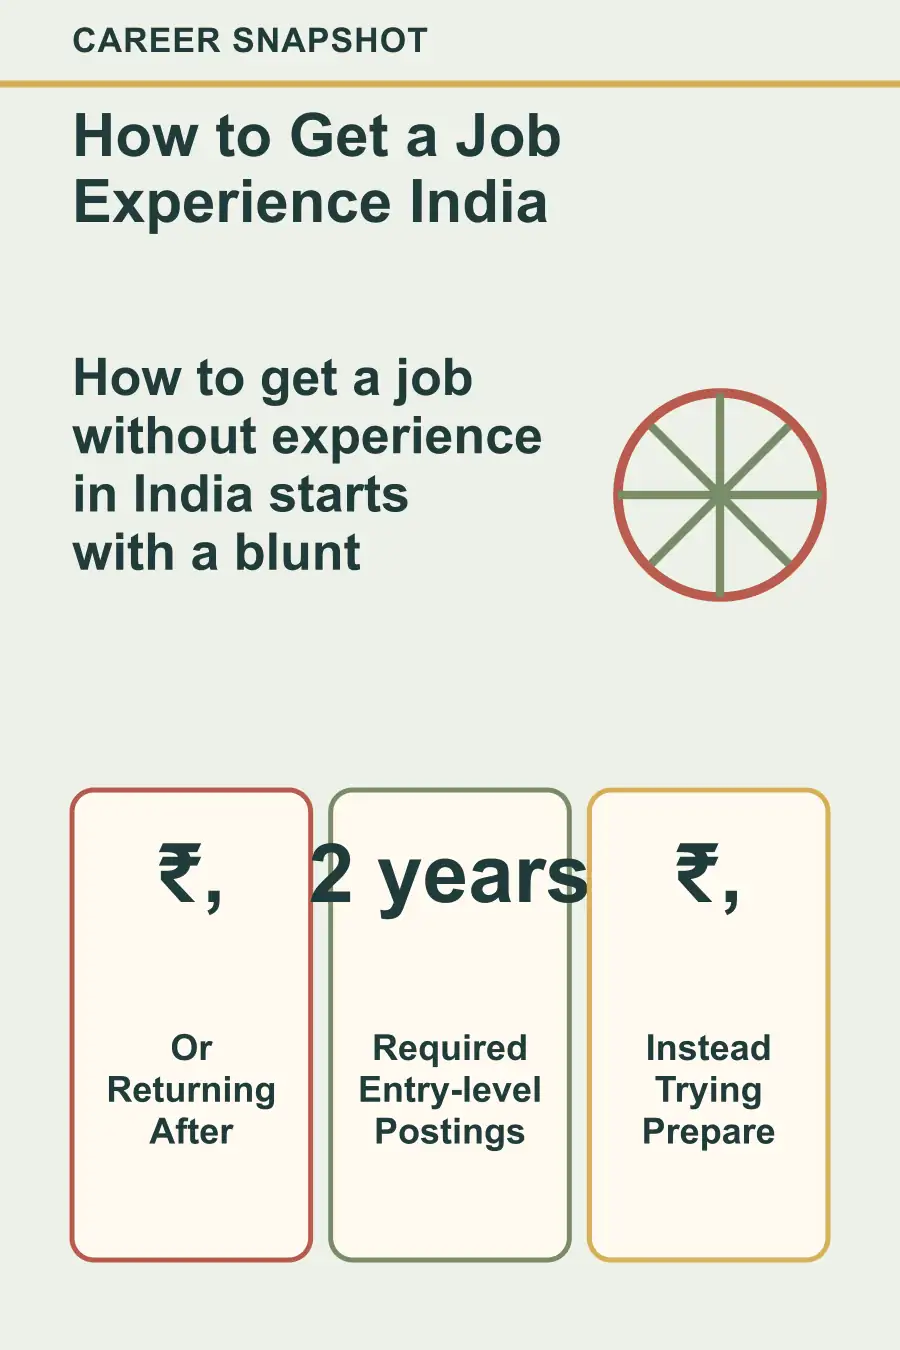 CAREER SNAPSHOT
How to Get a Job
Experience India
How to get a job
without experience
in India starts
with a blunt
₹,
Or
Returning
After
2 years
Required
Entry-level
Postings
₹,
Instead
Trying
Prepare